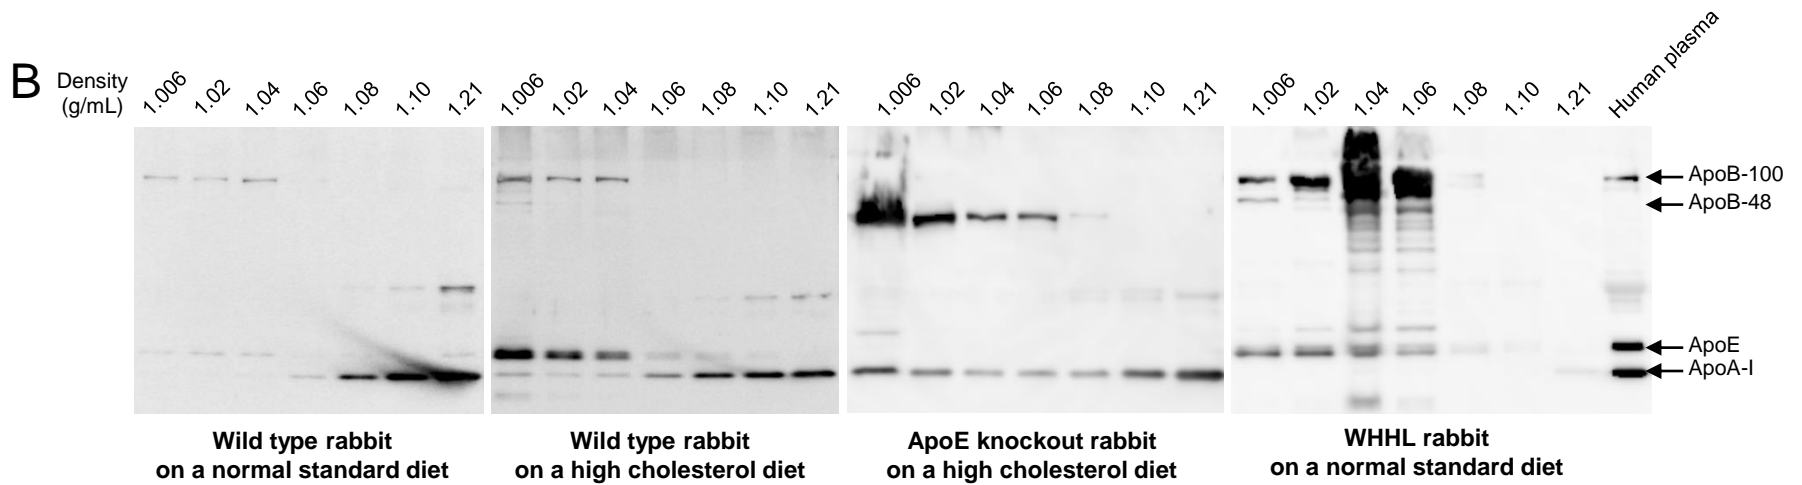 B
Density
(g/mL)
1.006 1.02 1.04 1.06 1.08 1.10 1.21
1.006 1.02 1.04 1.06 1.08 1.10 1.21
1.006 1.02 1.04 1.06 1.08 1.10 1.21
1.006 1.02 1.04 1.06 1.08 1.10 1.21 Human plasma
ApoB-100
ApoB-48
ApoE
ApoA-I
Wild type rabbit
on a normal standard diet
Wild type rabbit
on a high cholesterol diet
ApoE knockout rabbit
on a high cholesterol diet
WHHL rabbit
on a normal standard diet